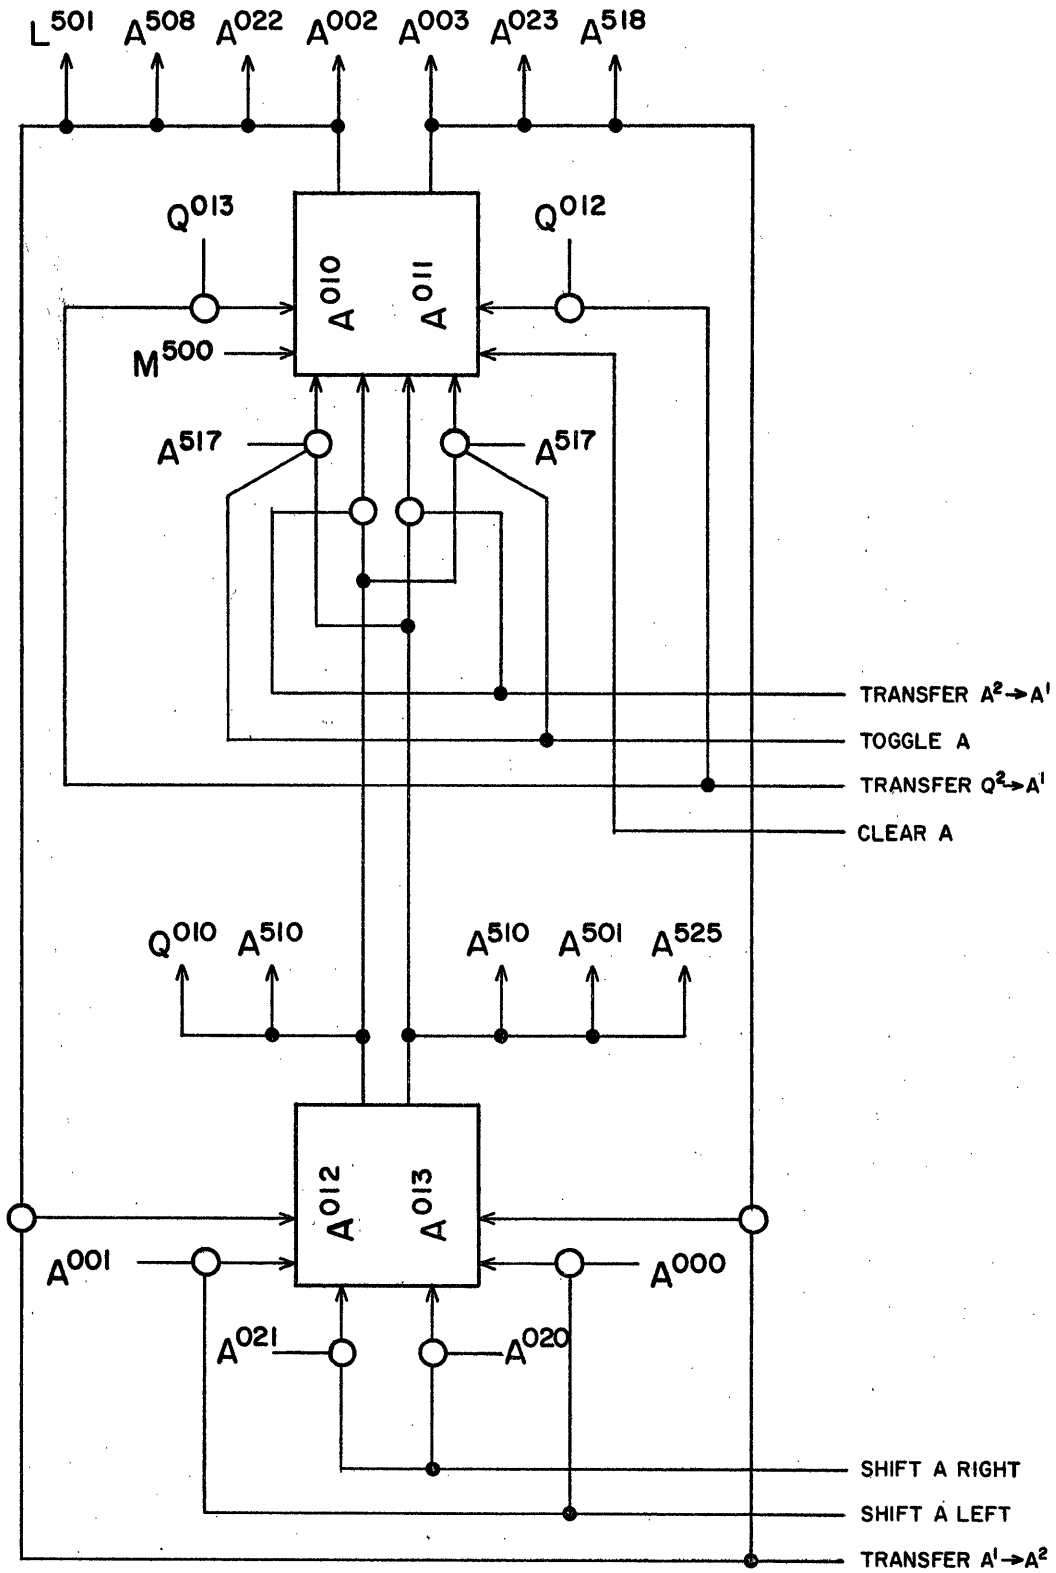 L⁵⁰¹ A⁵⁰⁸ A⁰²² A⁰⁰² A⁰⁰³ A⁰²³ A⁵¹⁸
Q⁰¹³ Q⁰¹²
A⁰¹⁰ A⁰¹¹
M⁵⁰⁰
A⁵¹⁷ A⁵¹⁷
TRANSFER A²→A¹
TOGGLE A
TRANSFER Q²→A¹
CLEAR A
Q⁰¹⁰ A⁵¹⁰ A⁵¹⁰ A⁵⁰¹ A⁵²⁵
A⁰¹² A⁰¹³
A⁰⁰¹ A⁰⁰⁰
A⁰²¹ A⁰²⁰
SHIFT A RIGHT
SHIFT A LEFT
TRANSFER A¹→A²